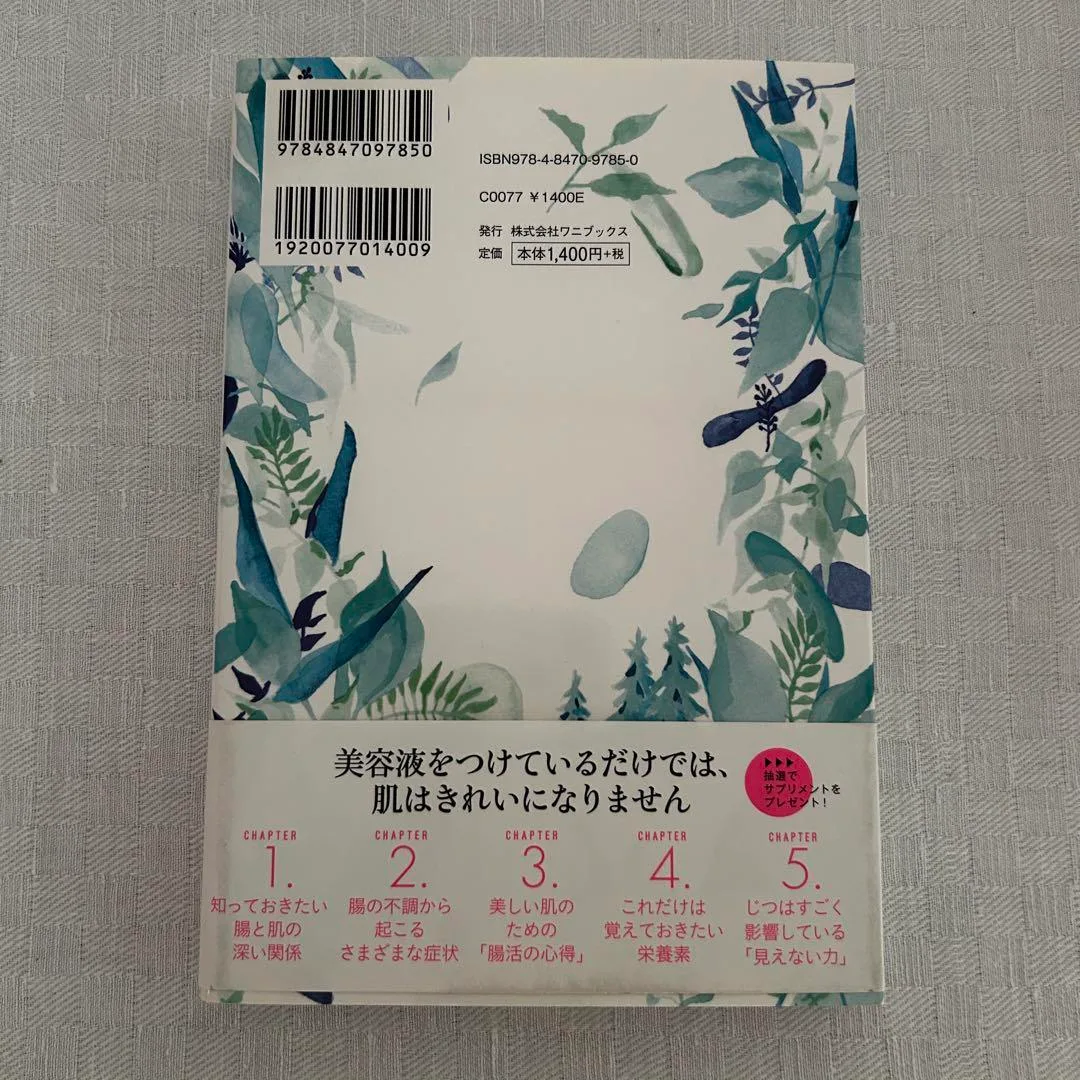 9784847097850
1920077014009
ISBN978-4-8470-9785-0
C0077 ￥1400E
発行 株式会社ワニブックス
定価 本体1,400円+税
美容液をつけているだけでは、
肌はきれいになりません
▶▶▶
抽選で
サプリメントを
プレゼント！
CHAPTER
1.
知っておきたい
腸と肌の
深い関係
CHAPTER
2.
腸の不調から
起こる
さまざまな症状
CHAPTER
3.
美しい肌の
ための
「腸活の心得」
CHAPTER
4.
これだけは
覚えておきたい
栄養素
CHAPTER
5.
じつはすごく
影響している
「見えない力」